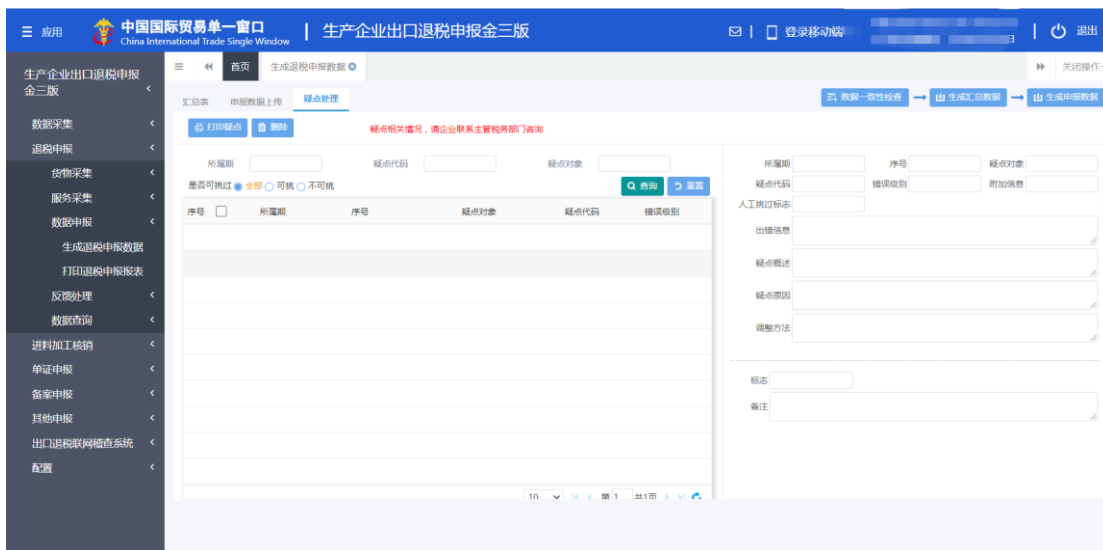 应用
中国国际贸易单一窗口
China International Trade Single Window
生产企业出口退税申报金三版
登录移动端
日
退出
生产企业出口退税申报
金三版
数据采集
退税申报
货物采集
服务采集
数据申报
生成退税申报数据
打印退税申报报表
反馈处理
数据查询
进料加工核销
单证申报
备案申报
其他申报
出口退税联网稽查系统
配置
首页 生成退税申报数据 关闭操作
汇总表 申报数据上传 疑点处理 数据一致性检查 生成汇总数据 生成申报数据
打印疑点 删除 疑点相关情况，请企业联系主管税务部门咨询
所属期 疑点代码 疑点对象
是否可挑过 全部 可挑 不可挑 查询 重置
序号 所属期 序号 疑点对象 疑点代码 错误级别
10 第 1 共1页
所属期 序号 疑点对象
疑点代码 错误级别 附加信息
人工挑过标志
出错信息
疑点概述
疑点原因
调整方法
标志
备注